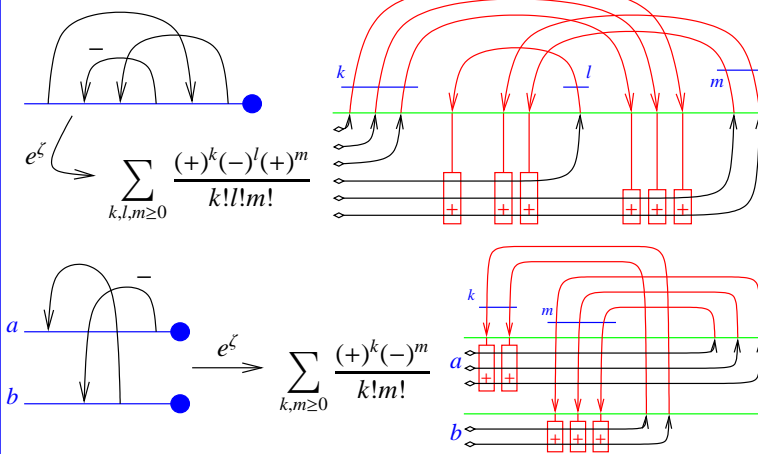 −
k
l
m
e^ζ
∑_{k,l,m≥0} (+)^k(−)^l(+)^m / k!l!m!
+ + + + + +
−
a
b
e^ζ
∑_{k,m≥0} (+)^k(−)^m / k!m!
k
m
a
+ +
b
+ + +